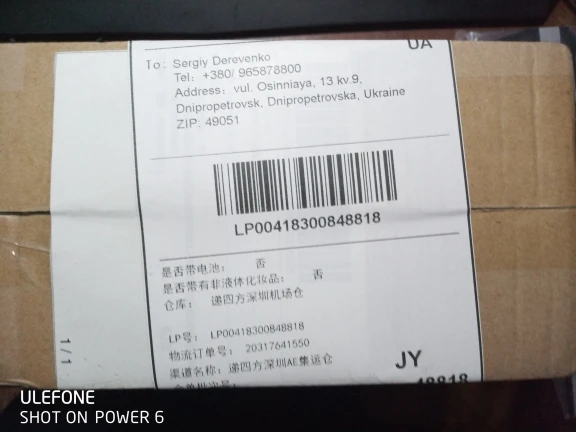 UA
To: Sergiy Derevenko
Tel: +380/ 965878800
Address: vul. Osinniaya, 13 kv.9,
Dnipropetrovsk, Dnipropetrovska, Ukraine
ZIP: 49051
LP00418300848818
是否带电池: 否
是否带有非液体化妆品: 否
仓库: 递四方深圳机场仓
LP号: LP00418300848818
物流订单号: 20317641550
渠道名称: 递四方深圳AE集运仓
JY
48818
1/1
ULEFONE
SHOT ON POWER 6